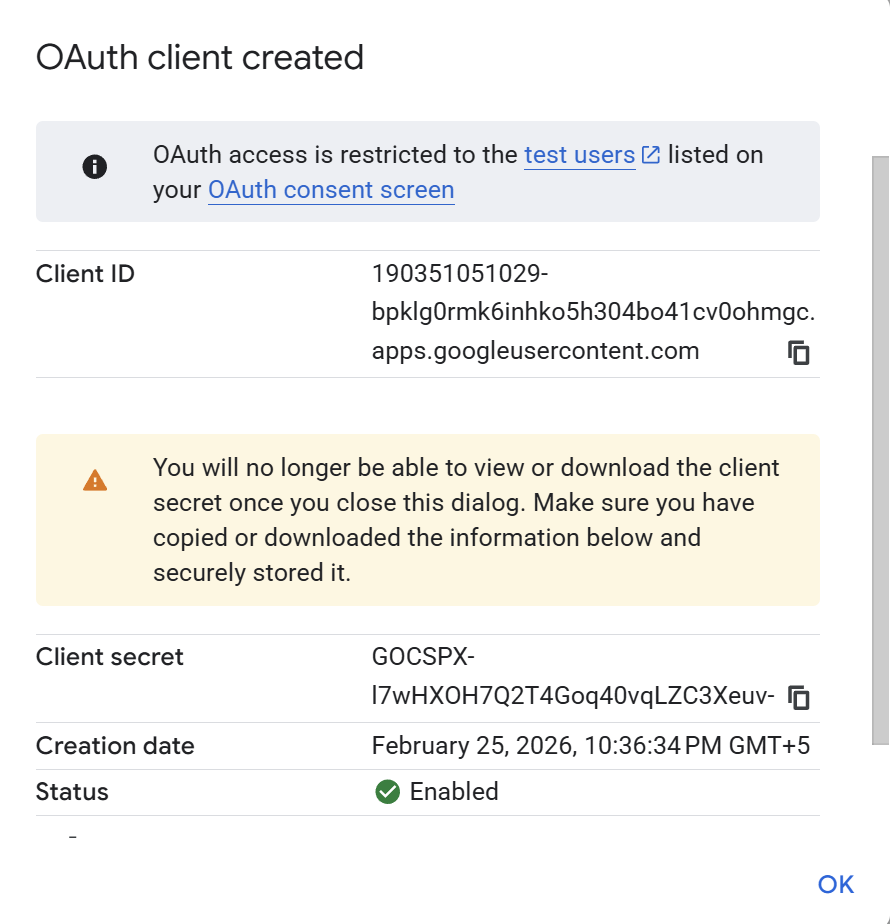 OAuth client created
OAuth access is restricted to the test users listed on
your OAuth consent screen
Client ID
190351051029-
bpklg0rmk6inhko5h304bo41cv0ohmgc.
apps.googleusercontent.com
You will no longer be able to view or download the client
secret once you close this dialog. Make sure you have
copied or downloaded the information below and
securely stored it.
Client secret
GOCSPX-
l7wHXOH7Q2T4Goq40vqLZC3Xeuv-
Creation date
February 25, 2026, 10:36:34 PM GMT+5
Status
Enabled
OK